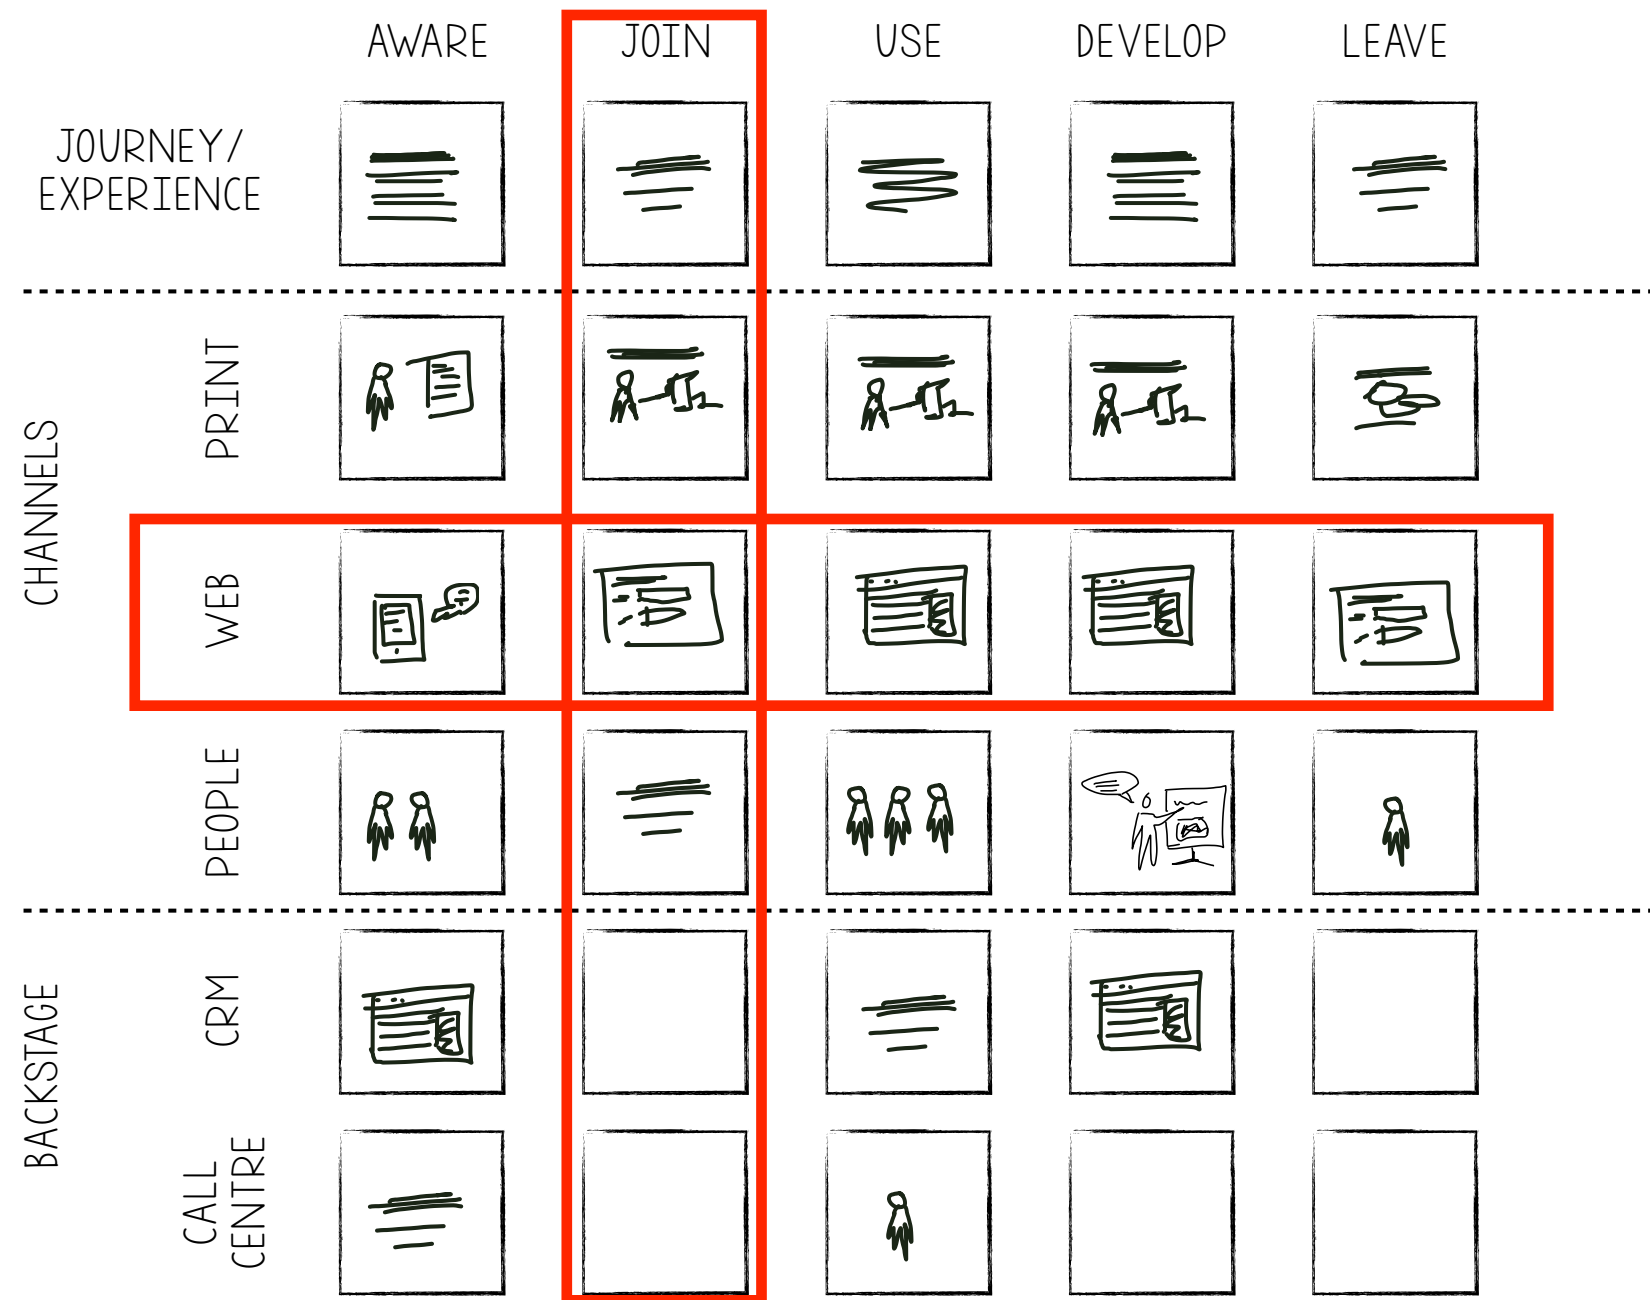 AWARE
JOIN
USE
DEVELOP
LEAVE
JOURNEY/
EXPERIENCE
CHANNELS
PRINT
WEB
PEOPLE
BACKSTAGE
CRM
CALL
CENTRE